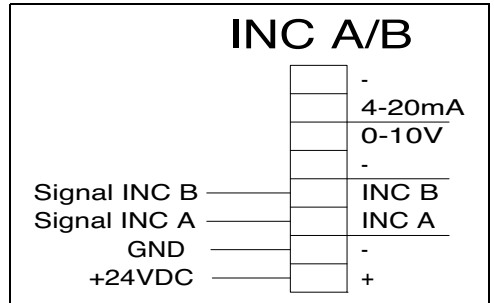 INC A/B
-
4-20mA
0-10V
-
Signal INC B INC B
Signal INC A INC A
GND -
+24VDC +